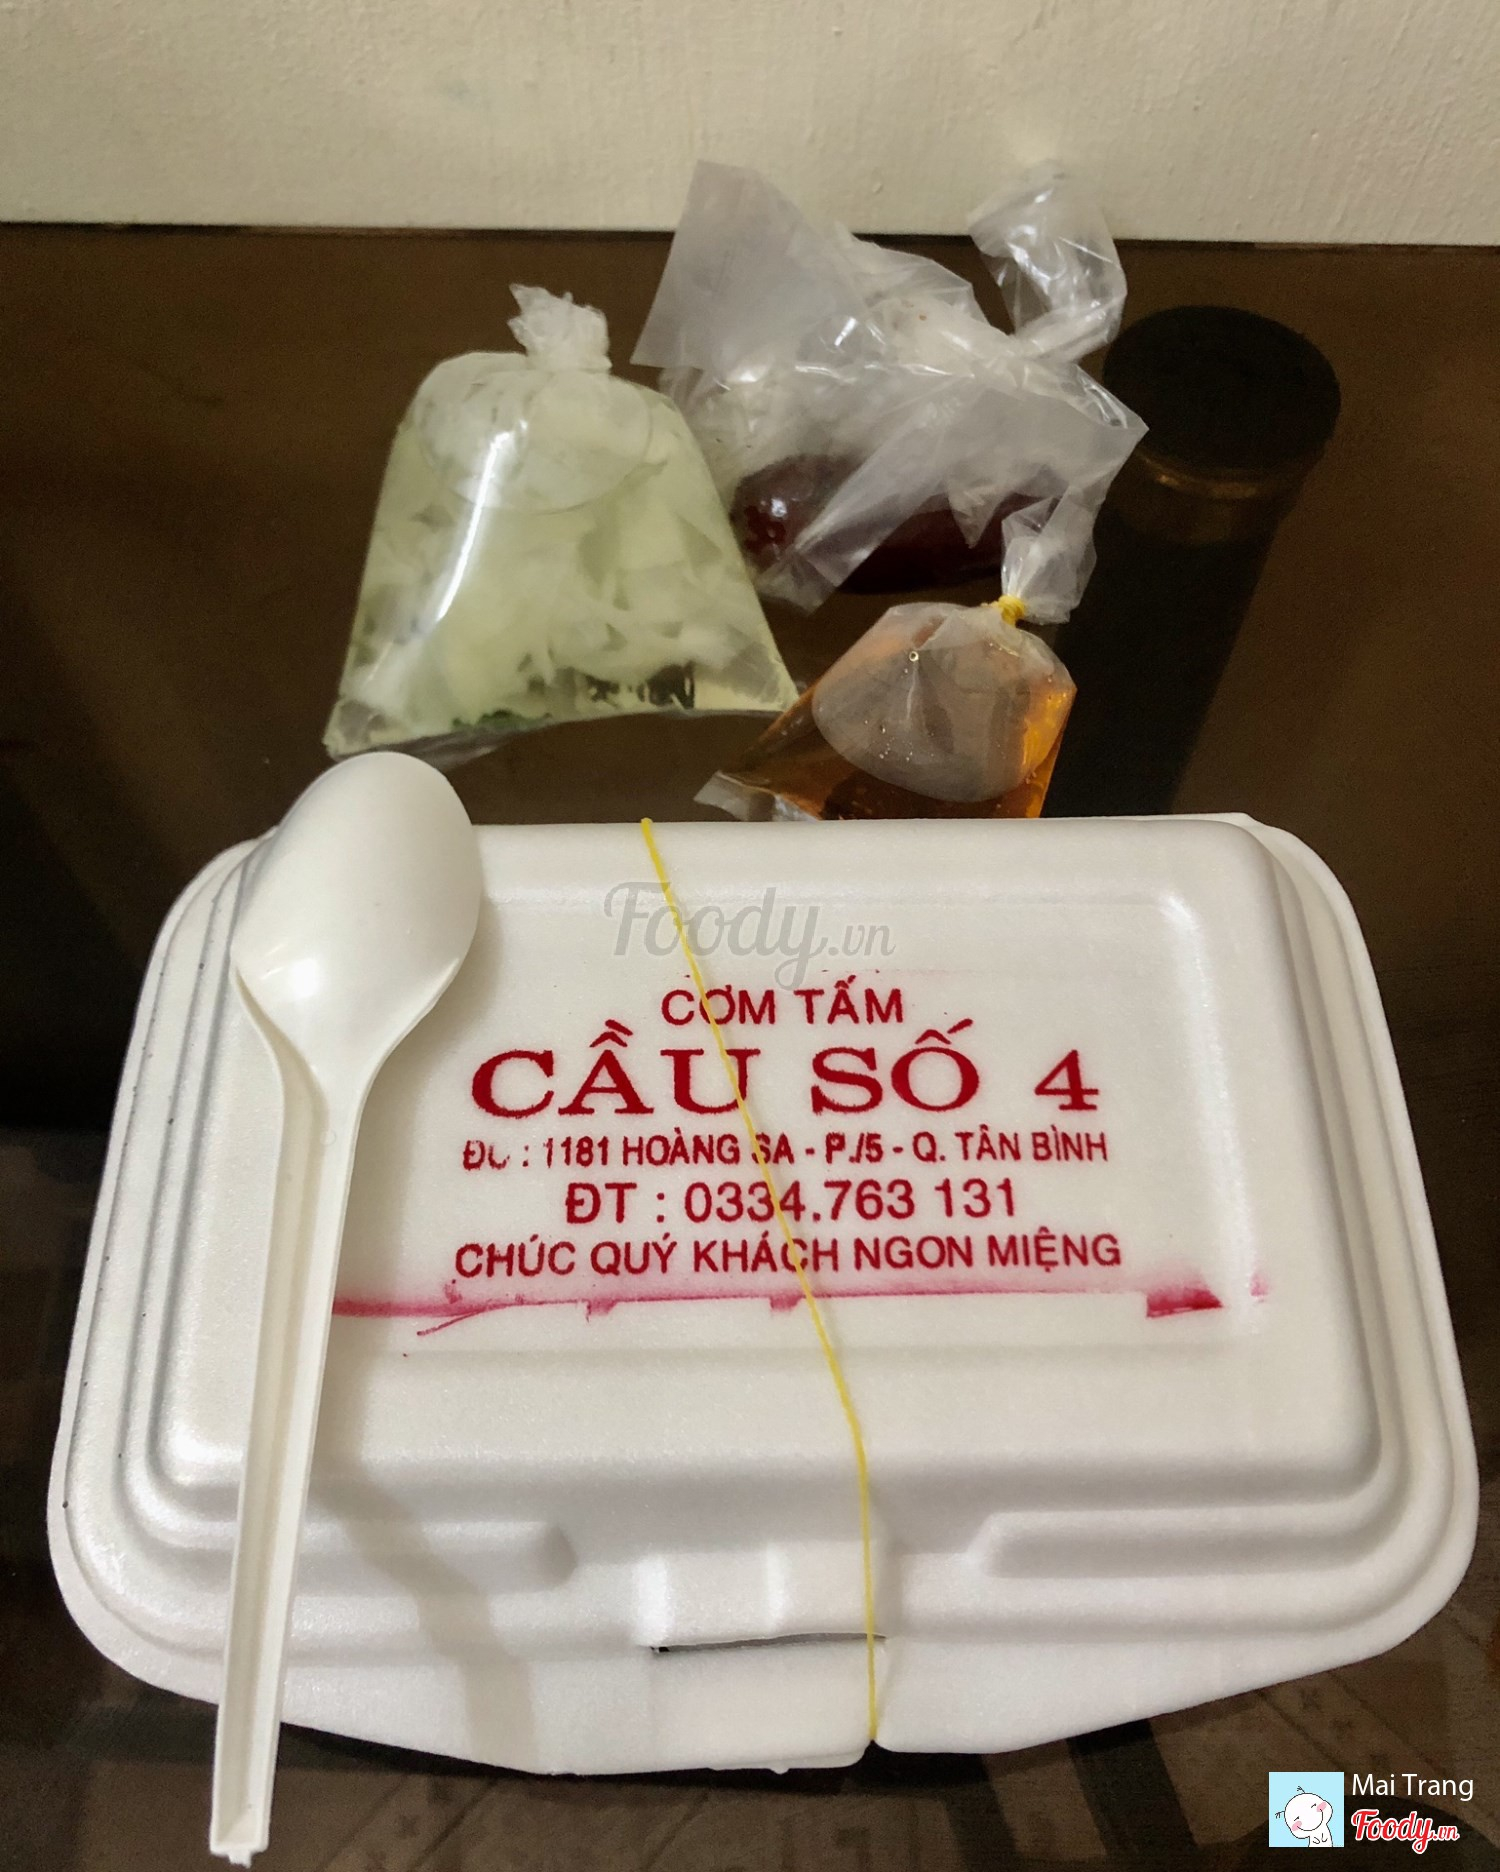 Foody.vn
CƠM TẤM
CẦU SỐ 4
ĐC : 1181 HOÀNG SA - P./5 - Q. TÂN BÌNH
ĐT : 0334.763 131
CHÚC QUÝ KHÁCH NGON MIỆNG
Mai Trang
Foody.vn